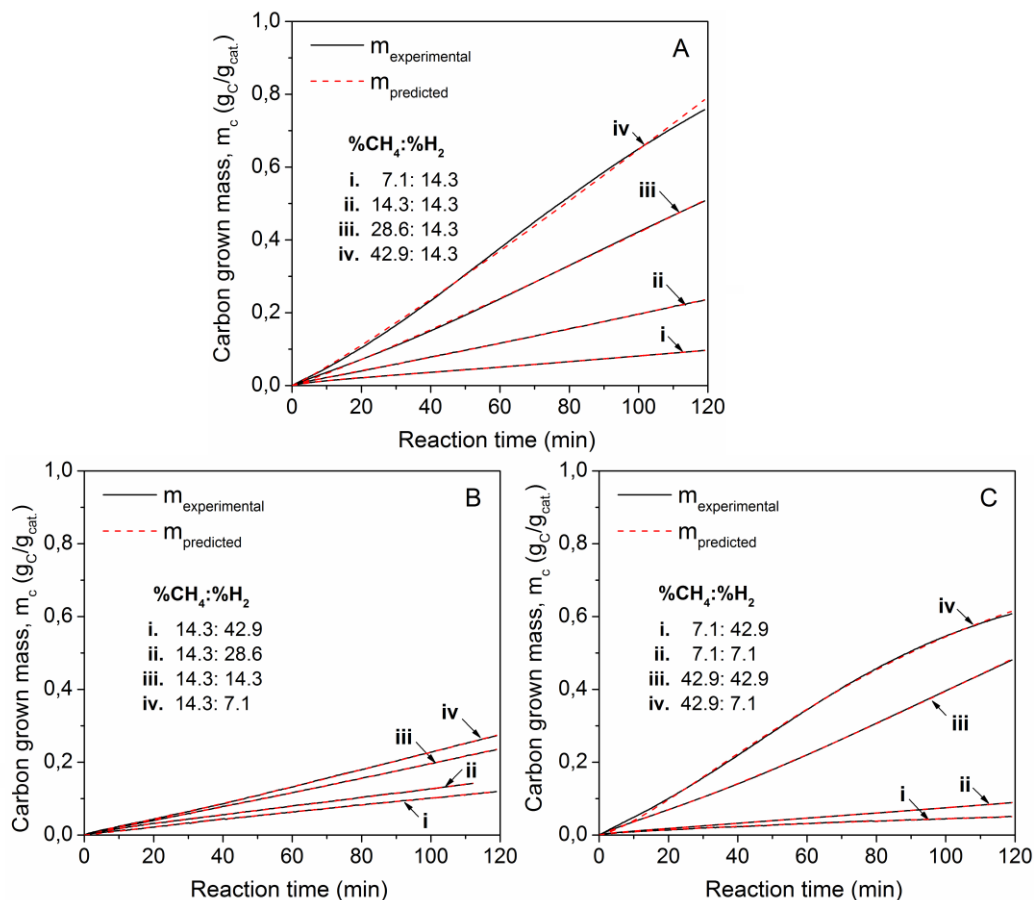 A
m_experimental
m_predicted
%CH₄:%H₂
i. 7.1: 14.3
ii. 14.3: 14.3
iii. 28.6: 14.3
iv. 42.9: 14.3
iv
iii
ii
i
1,0
0,8
0,6
0,4
0,2
0,0
0 20 40 60 80 100 120
Carbon grown mass, m_c (g_C/g_cat.)
Reaction time (min)
B
m_experimental
m_predicted
%CH₄:%H₂
i. 14.3: 42.9
ii. 14.3: 28.6
iii. 14.3: 14.3
iv. 14.3: 7.1
iv
iii
ii
i
1,0
0,8
0,6
0,4
0,2
0,0
0 20 40 60 80 100 120
Carbon grown mass, m_c (g_C/g_cat.)
Reaction time (min)
C
m_experimental
m_predicted
%CH₄:%H₂
i. 7.1: 42.9
ii. 7.1: 7.1
iii. 42.9: 42.9
iv. 42.9: 7.1
iv
iii
ii
i
1,0
0,8
0,6
0,4
0,2
0,0
0 20 40 60 80 100 120
Carbon grown mass, m_c (g_C/g_cat.)
Reaction time (min)